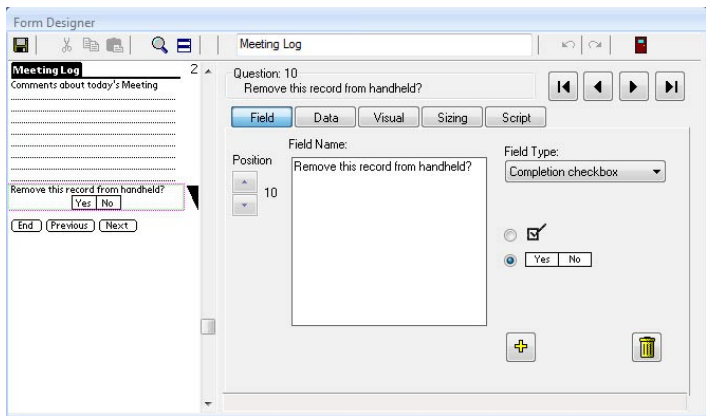 Form Designer
Meeting Log
Meeting Log 2
Comments about today's Meeting
Remove this record from handheld?
Yes No
End Previous Next
Question: 10
Remove this record from handheld?
Field Data Visual Sizing Script
Field Name:
Position
10
Remove this record from handheld?
Field Type:
Completion checkbox
Yes No